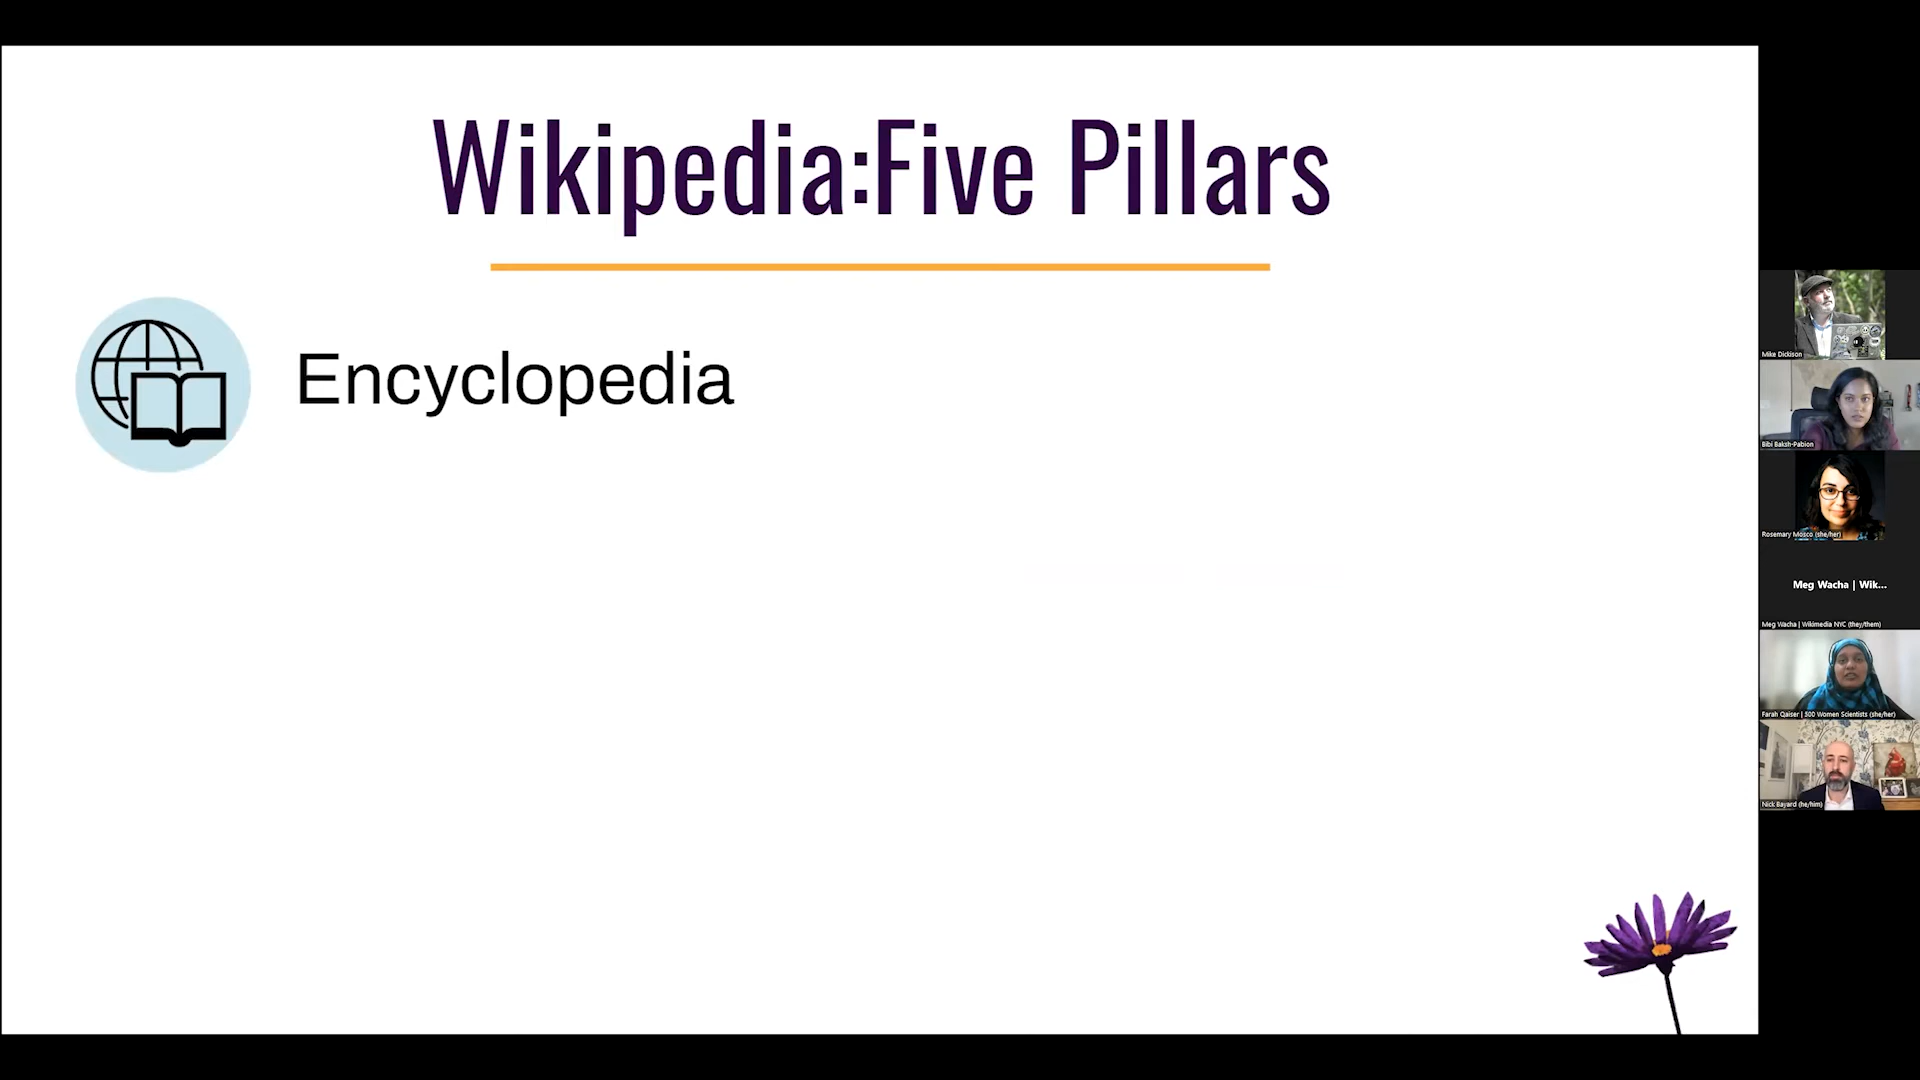 Wikipedia:Five Pillars
Encyclopedia
Mike Dickison
Bibi Baksh-Pabion
Rosemary Mosco (she/her)
Meg Wacha | Wik...
Meg Wacha | Wikimedia NYC (they/them)
Farah Qaiser | 500 Women Scientists (she/her)
Nick Bayard (he/him)